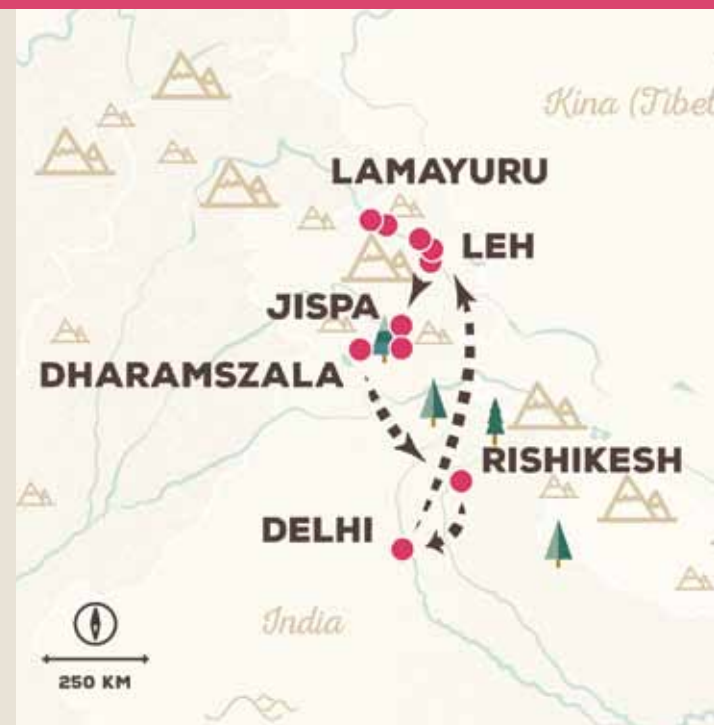 Kina (Tibet
LAMAYURU
LEH
JISPA
DHARAMSZALA
RISHIKESH
DELHI
India
250 KM